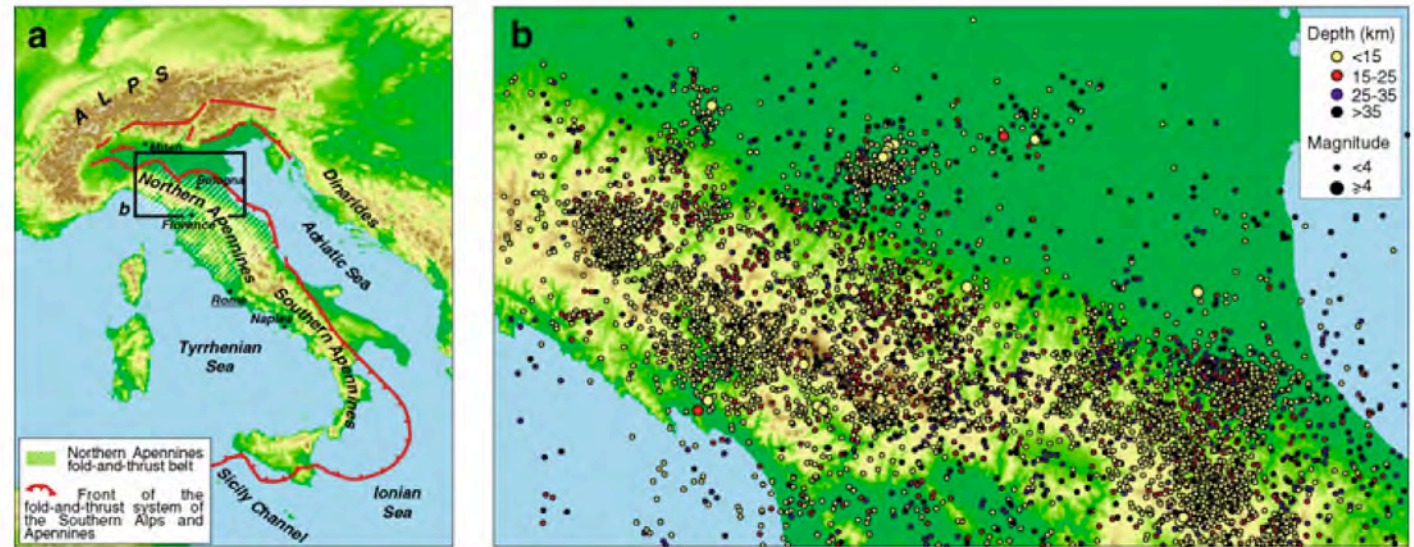 a
ALPS
Milan
Bologna
Northern Apennines
b
Florence
Dinarides
Adriatic Sea
Rome
Naples
Southern Apennines
Tyrrhenian
Sea
Northern Apennines
fold-and-thrust belt
Front of the
fold-and-thrust system of
the Southern Alps and
Apennines
Sicily Channel
Ionian
Sea
b
Depth (km)
<15
15-25
25-35
>35
Magnitude
<4
≥4